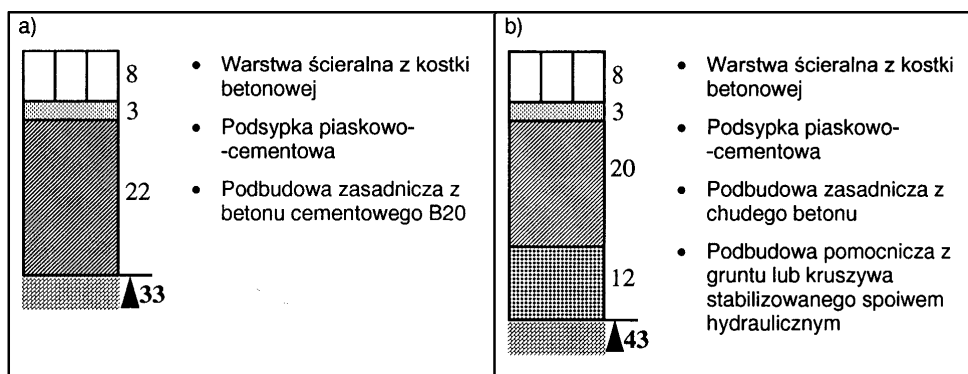 a)
8
3
22
33
• Warstwa ścieralna z kostki
betonowej
• Podsypka piaskowo-
-cementowa
• Podbudowa zasadnicza z
betonu cementowego B20
b)
8
3
20
12
43
• Warstwa ścieralna z kostki
betonowej
• Podsypka piaskowo-
-cementowa
• Podbudowa zasadnicza z
chudego betonu
• Podbudowa pomocnicza z
gruntu lub kruszywa
stabilizowanego spoiwem
hydraulicznym